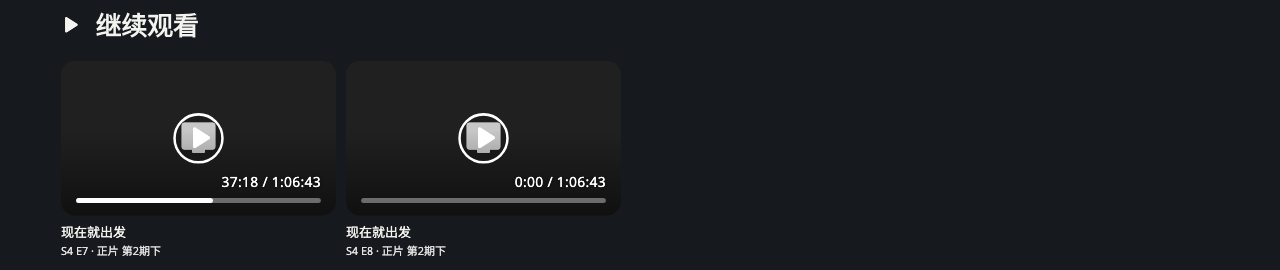 继续观看
37:18 / 1:06:43
0:00 / 1:06:43
现在就出发
S4 E7 · 正片 第2期下
现在就出发
S4 E8 · 正片 第2期下